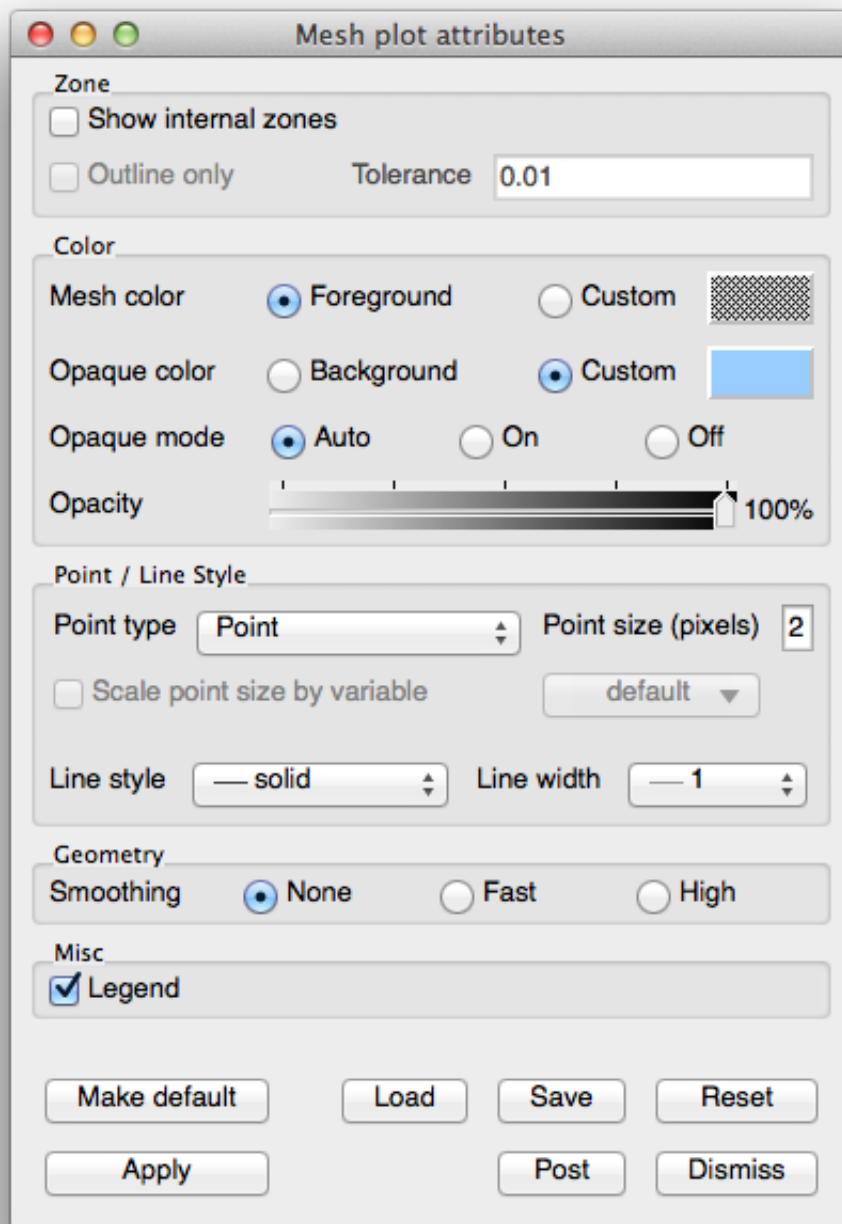 Mesh plot attributes
Zone
Show internal zones
Outline only Tolerance 0.01
Color
Mesh color Foreground Custom
Opaque color Background Custom
Opaque mode Auto On Off
Opacity 100%
Point / Line Style
Point type Point Point size (pixels) 2
Scale point size by variable default
Line style solid Line width 1
Geometry
Smoothing None Fast High
Misc
Legend
Make default Load Save Reset
Apply Post Dismiss